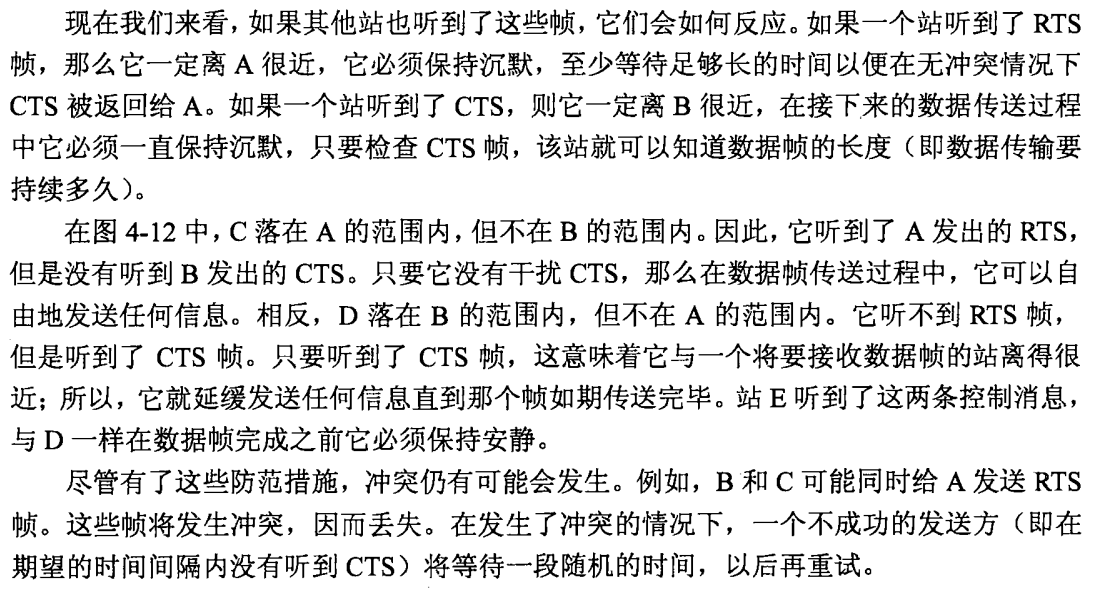 现在我们来看，如果其他站也听到了这些帧，它们会如何反应。如果一个站听到了 RTS
帧，那么它一定离 A 很近，它必须保持沉默，至少等待足够长的时间以便在无冲突情况下
CTS 被返回给 A。如果一个站听到了 CTS，则它一定离 B 很近，在接下来的数据传送过程
中它必须一直保持沉默，只要检查 CTS 帧，该站就可以知道数据帧的长度（即数据传输要
持续多久）。
在图 4-12 中，C 落在 A 的范围内，但不在 B 的范围内。因此，它听到了 A 发出的 RTS，
但是没有听到 B 发出的 CTS。只要它没有干扰 CTS，那么在数据帧传送过程中，它可以自
由地发送任何信息。相反，D 落在 B 的范围内，但不在 A 的范围内。它听不到 RTS 帧，
但是听到了 CTS 帧。只要听到了 CTS 帧，这意味着它与一个将要接收数据帧的站离得很
近；所以，它就延缓发送任何信息直到那个帧如期传送完毕。站 E 听到了这两条控制消息，
与 D 一样在数据帧完成之前它必须保持安静。
尽管有了这些防范措施，冲突仍有可能会发生。例如，B 和 C 可能同时给 A 发送 RTS
帧。这些帧将发生冲突，因而丢失。在发生了冲突的情况下，一个不成功的发送方（即在
期望的时间间隔内没有听到 CTS）将等待一段随机的时间，以后再重试。